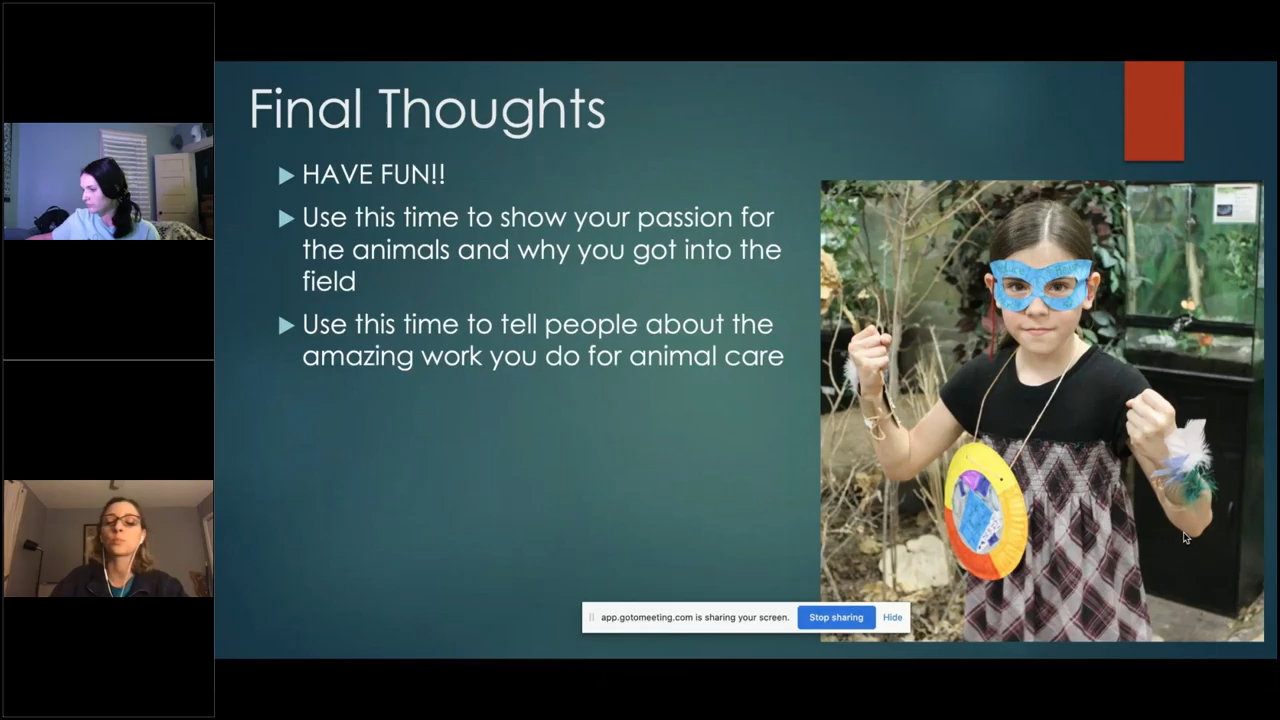 Final Thoughts
HAVE FUN!!
Use this time to show your passion for
the animals and why you got into the
field
Use this time to tell people about the
amazing work you do for animal care
app.gotomeeting.com is sharing your screen.
Stop sharing
Hide